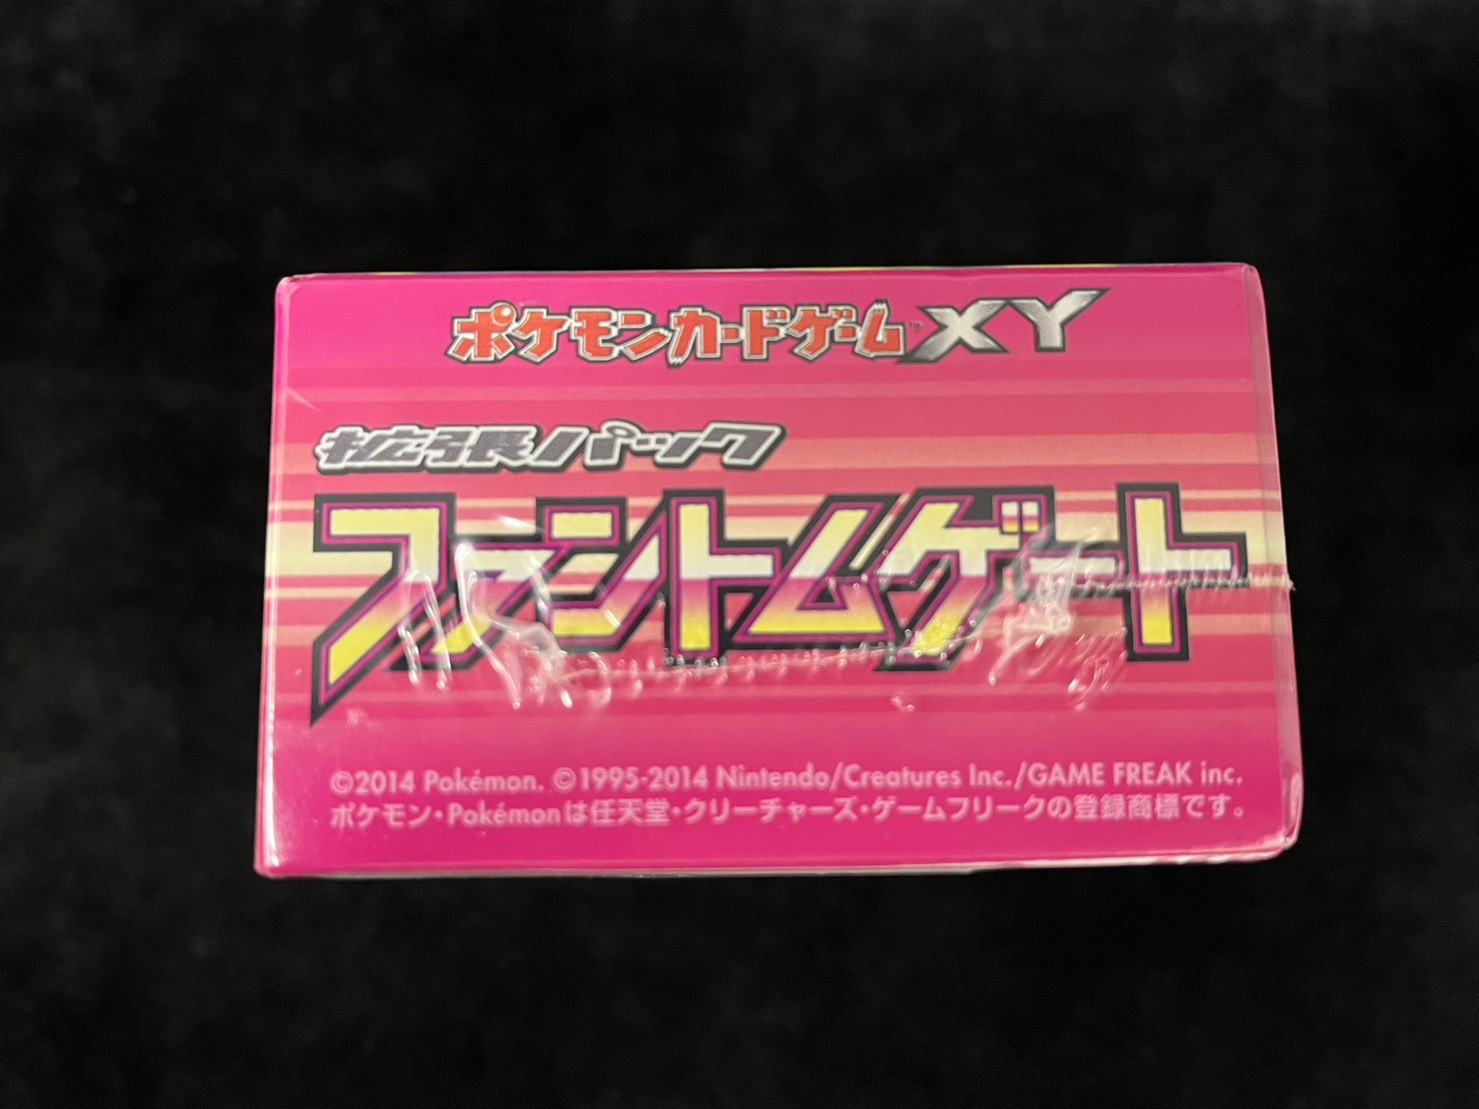 ポケモンカードゲーム™XY
拡張パック
ファントムゲート
©2014 Pokémon. ©1995-2014 Nintendo/Creatures Inc./GAME FREAK inc.
ポケモン・Pokémonは任天堂・クリーチャーズ・ゲームフリークの登録商標です。